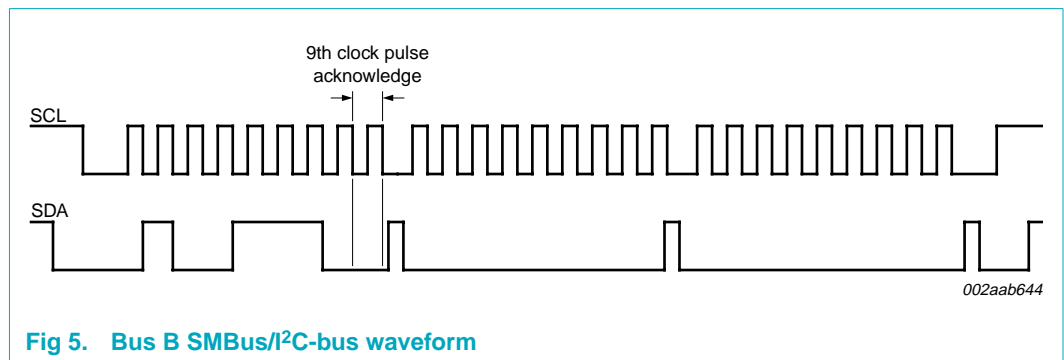 9th clock pulse
acknowledge
SCL
SDA
002aab644
Fig 5. Bus B SMBus/I²C-bus waveform